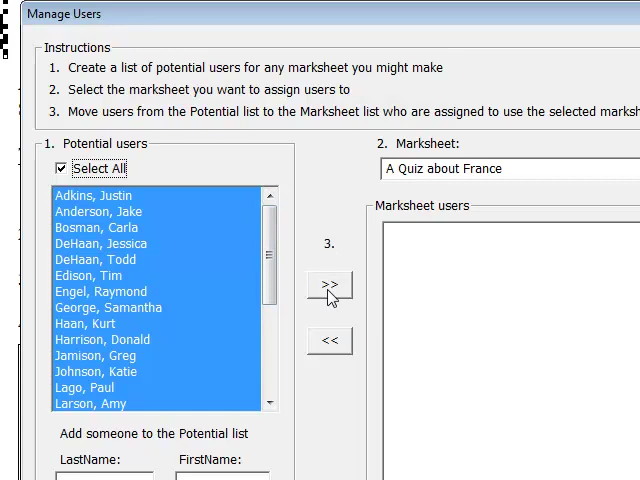 Manage Users
Instructions
1. Create a list of potential users for any marksheet you might make
2. Select the marksheet you want to assign users to
3. Move users from the Potential list to the Marksheet list who are assigned to use the selected marksh
1. Potential users
2. Marksheet:
Select All
A Quiz about France
Adkins, Justin
Anderson, Jake
Bosman, Carla
DeHaan, Jessica
DeHaan, Todd
Edison, Tim
Engel, Raymond
George, Samantha
Haan, Kurt
Harrison, Donald
Jamison, Greg
Johnson, Katie
Lago, Paul
Larson, Amy
Marksheet users
3.
>>
<<
Add someone to the Potential list
LastName: FirstName: